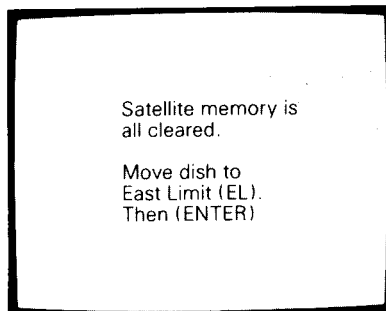 Satellite memory is
all cleared.
Move dish to
East Limit (EL).
Then (ENTER)